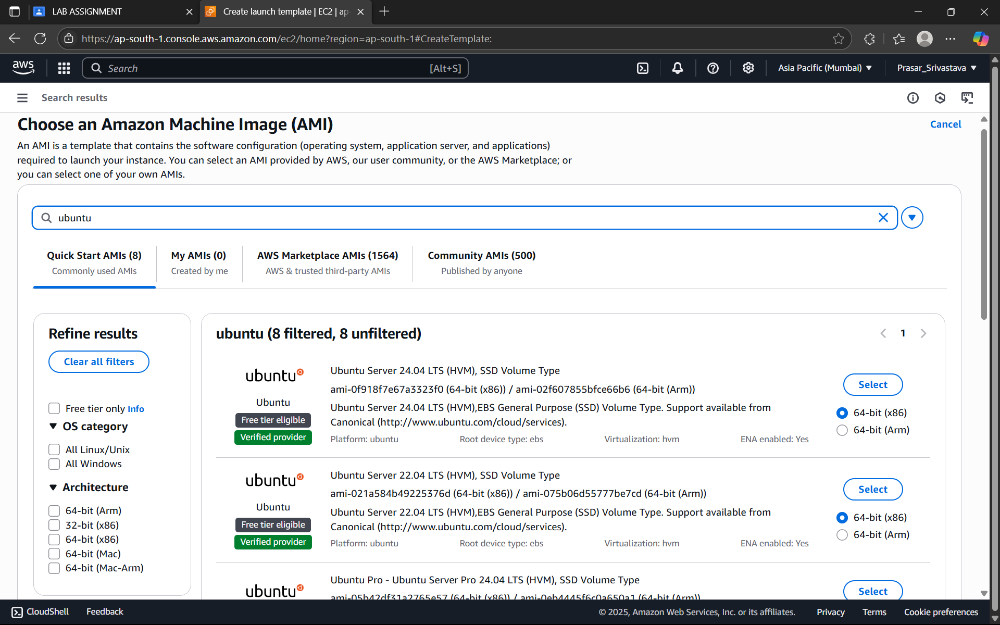 LAB ASSIGNMENT
Create launch template | EC2 | ap-
https://ap-south-1.console.aws.amazon.com/ec2/home?region=ap-south-1#CreateTemplate:
aws
Search [Alt+S]
Asia Pacific (Mumbai)
Prasar_Srivastava
Search results
Choose an Amazon Machine Image (AMI)
Cancel
An AMI is a template that contains the software configuration (operating system, application server, and applications)
required to launch your instance. You can select an AMI provided by AWS, our user community, or the AWS Marketplace; or
you can select one of your own AMIs.
ubuntu
Quick Start AMIs (8)
Commonly used AMIs
My AMIs (0)
Created by me
AWS Marketplace AMIs (1564)
AWS & trusted third-party AMIs
Community AMIs (500)
Published by anyone
Refine results
Clear all filters
Free tier only Info
OS category
All Linux/Unix
All Windows
Architecture
64-bit (Arm)
32-bit (x86)
64-bit (x86)
64-bit (Mac)
64-bit (Mac-Arm)
ubuntu (8 filtered, 8 unfiltered)
1
ubuntu
Ubuntu
Free tier eligible
Verified provider
Ubuntu Server 24.04 LTS (HVM), SSD Volume Type
ami-0f918f7e67a3323f0 (64-bit (x86)) / ami-02f607855bfce66b6 (64-bit (Arm))
Ubuntu Server 24.04 LTS (HVM),EBS General Purpose (SSD) Volume Type. Support available from
Canonical (http://www.ubuntu.com/cloud/services).
Platform: ubuntu Root device type: ebs Virtualization: hvm ENA enabled: Yes
Select
64-bit (x86)
64-bit (Arm)
ubuntu
Ubuntu
Free tier eligible
Verified provider
Ubuntu Server 22.04 LTS (HVM), SSD Volume Type
ami-021a584b49225376d (64-bit (x86)) / ami-075b06d55777be7cd (64-bit (Arm))
Ubuntu Server 22.04 LTS (HVM),EBS General Purpose (SSD) Volume Type. Support available from
Canonical (http://www.ubuntu.com/cloud/services).
Platform: ubuntu Root device type: ebs Virtualization: hvm ENA enabled: Yes
Select
64-bit (x86)
64-bit (Arm)
ubuntu
Ubuntu Pro - Ubuntu Server Pro 24.04 LTS (HVM), SSD Volume Type
ami-05b42df31a2765e57 (64-bit (x86)) / ami-0eb4445f6c0a650a1 (64-bit (Arm))
Select
CloudShell
Feedback
© 2025, Amazon Web Services, Inc. or its affiliates.
Privacy
Terms
Cookie preferences